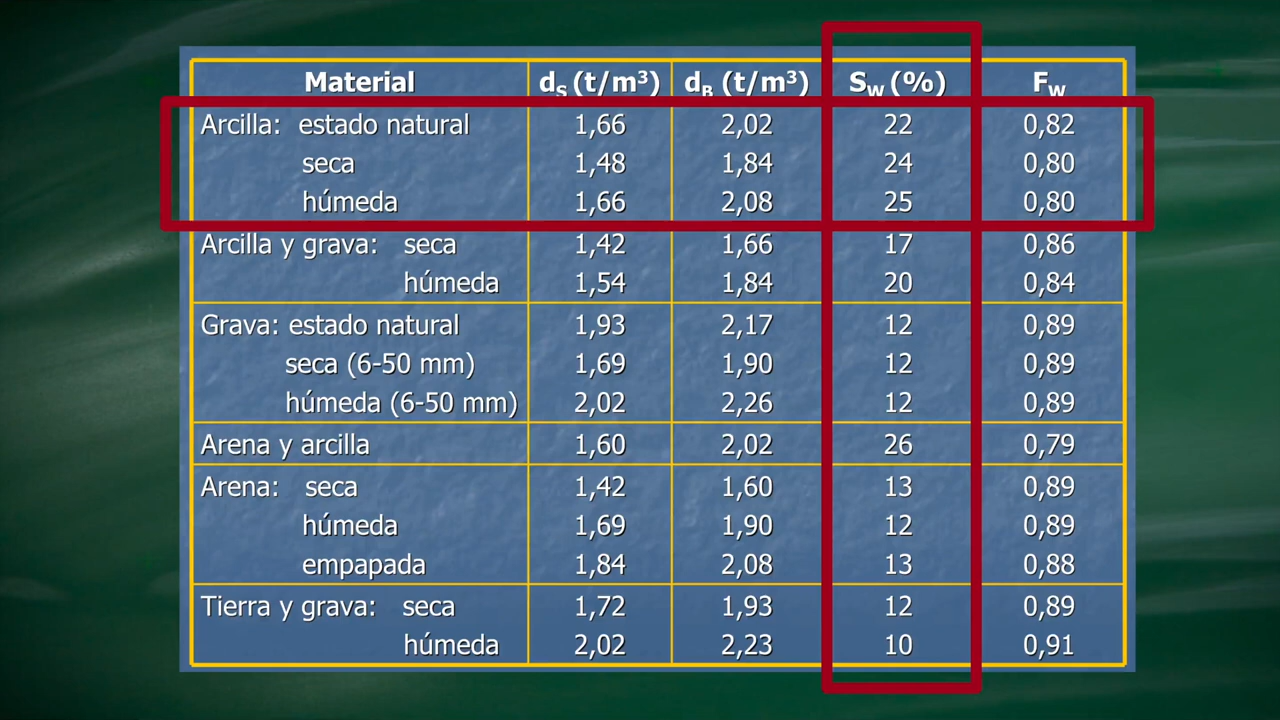 Material dS (t/m³) dB (t/m³) SW (%) FW
Arcilla: estado natural 1,66 2,02 22 0,82
seca 1,48 1,84 24 0,80
húmeda 1,66 2,08 25 0,80
Arcilla y grava: seca 1,42 1,66 17 0,86
húmeda 1,54 1,84 20 0,84
Grava: estado natural 1,93 2,17 12 0,89
seca (6-50 mm) 1,69 1,90 12 0,89
húmeda (6-50 mm) 2,02 2,26 12 0,89
Arena y arcilla 1,60 2,02 26 0,79
Arena: seca 1,42 1,60 13 0,89
húmeda 1,69 1,90 12 0,89
empapada 1,84 2,08 13 0,88
Tierra y grava: seca 1,72 1,93 12 0,89
húmeda 2,02 2,23 10 0,91